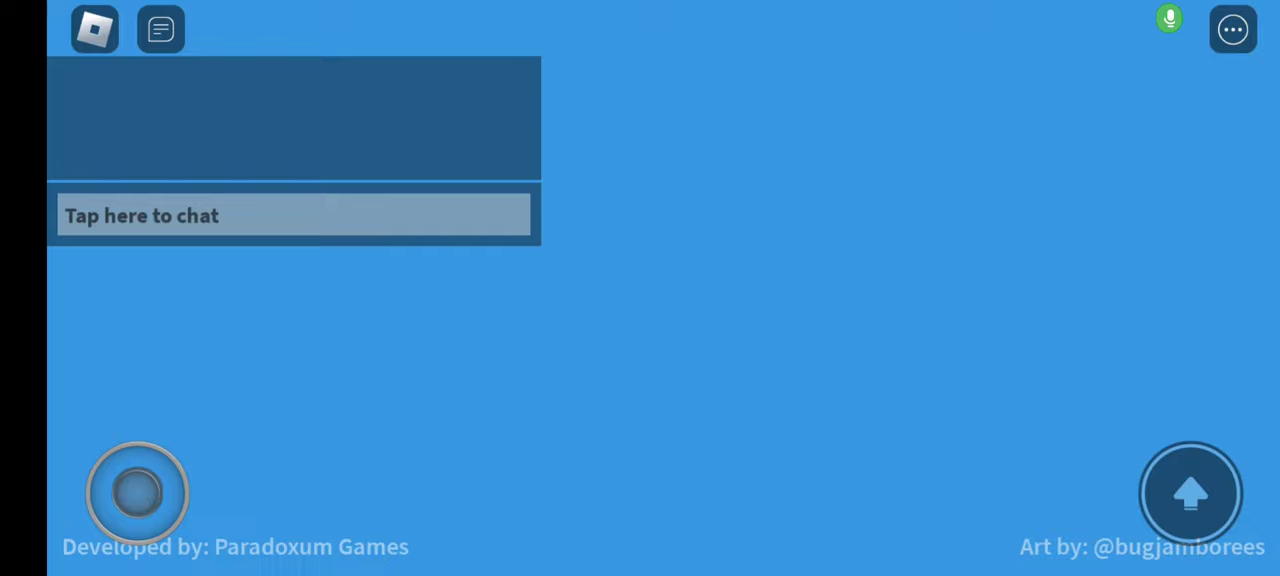 Tap here to chat
Developed by: Paradoxum Games
Art by: @bugjamborees